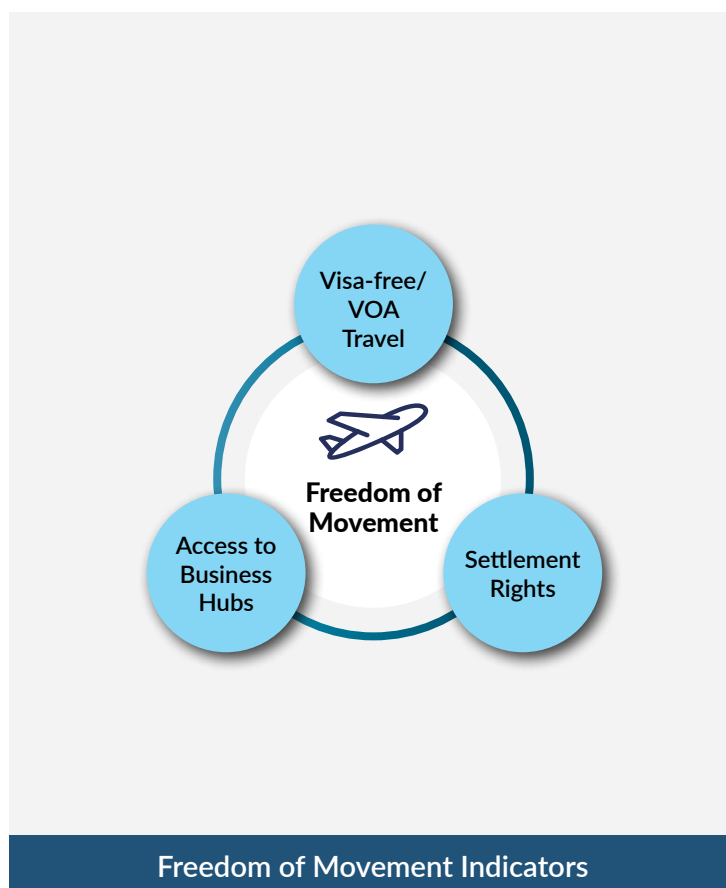 Visa-free/
VOA
Travel
Freedom of
Movement
Access to
Business
Hubs
Settlement
Rights
Freedom of Movement Indicators